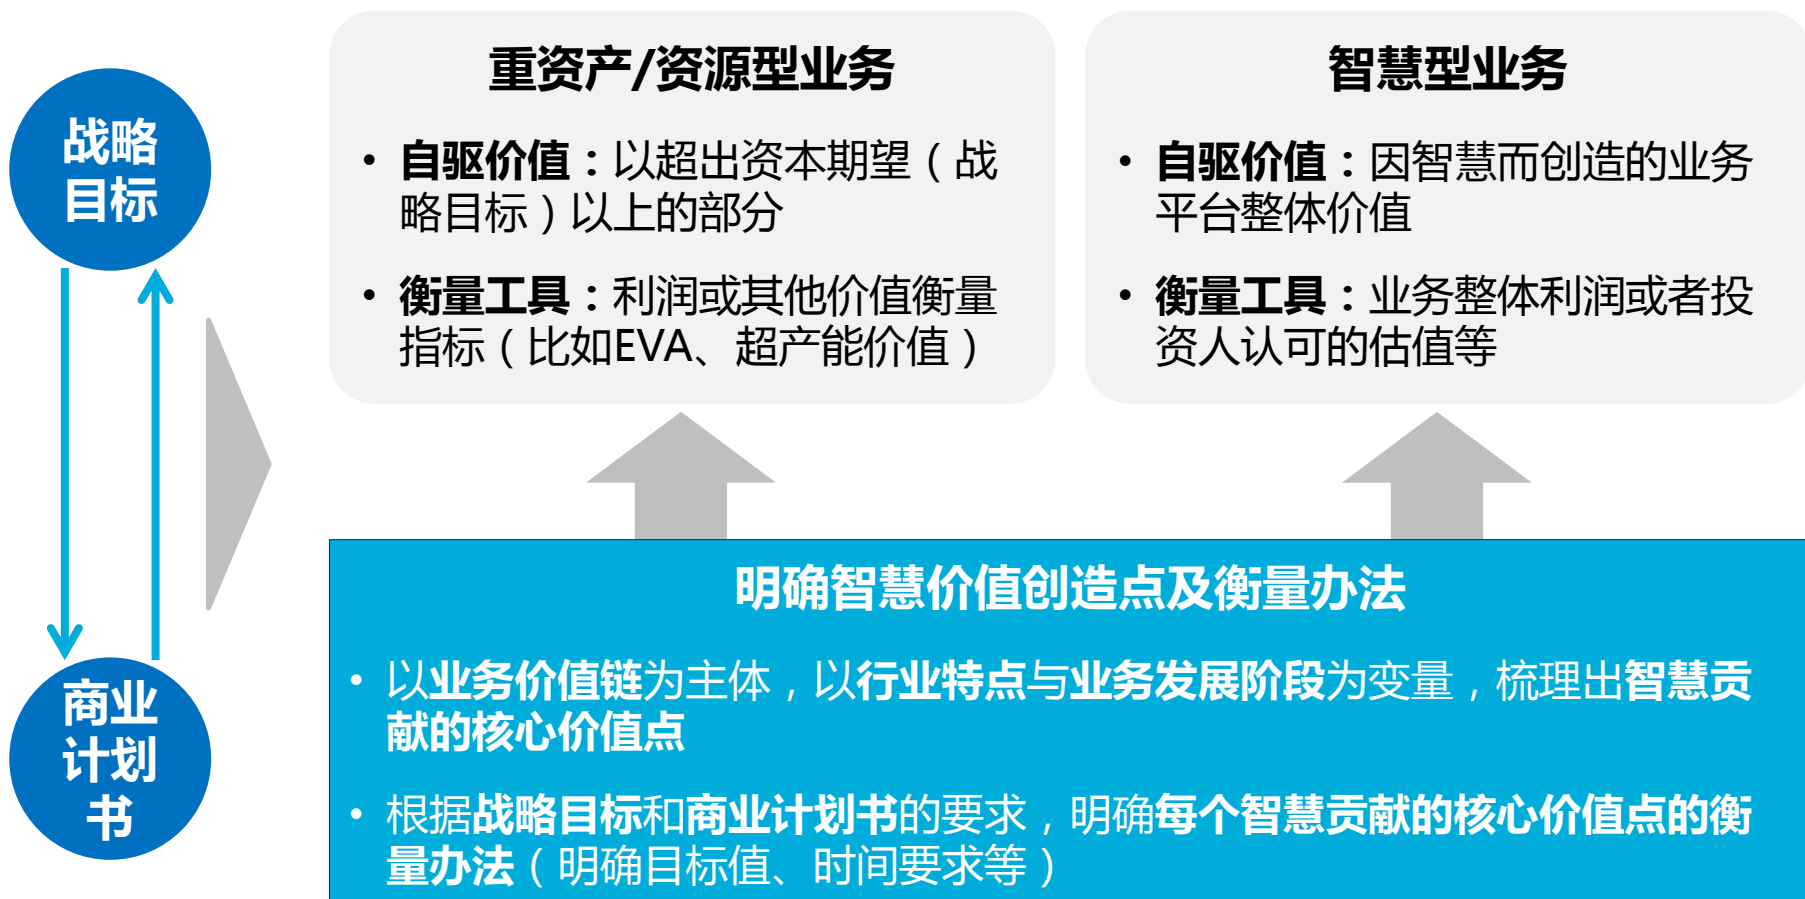 战略
目标
商业
计划
书
重资产/资源型业务
• 自驱价值：以超出资本期望（战
略目标）以上的部分
• 衡量工具：利润或其他价值衡量
指标（比如EVA、超产能价值）
智慧型业务
• 自驱价值：因智慧而创造的业务
平台整体价值
• 衡量工具：业务整体利润或者投
资人认可的估值等
明确智慧价值创造点及衡量办法
• 以业务价值链为主体，以行业特点与业务发展阶段为变量，梳理出智慧贡
献的核心价值点
• 根据战略目标和商业计划书的要求，明确每个智慧贡献的核心价值点的衡
量办法（明确目标值、时间要求等）